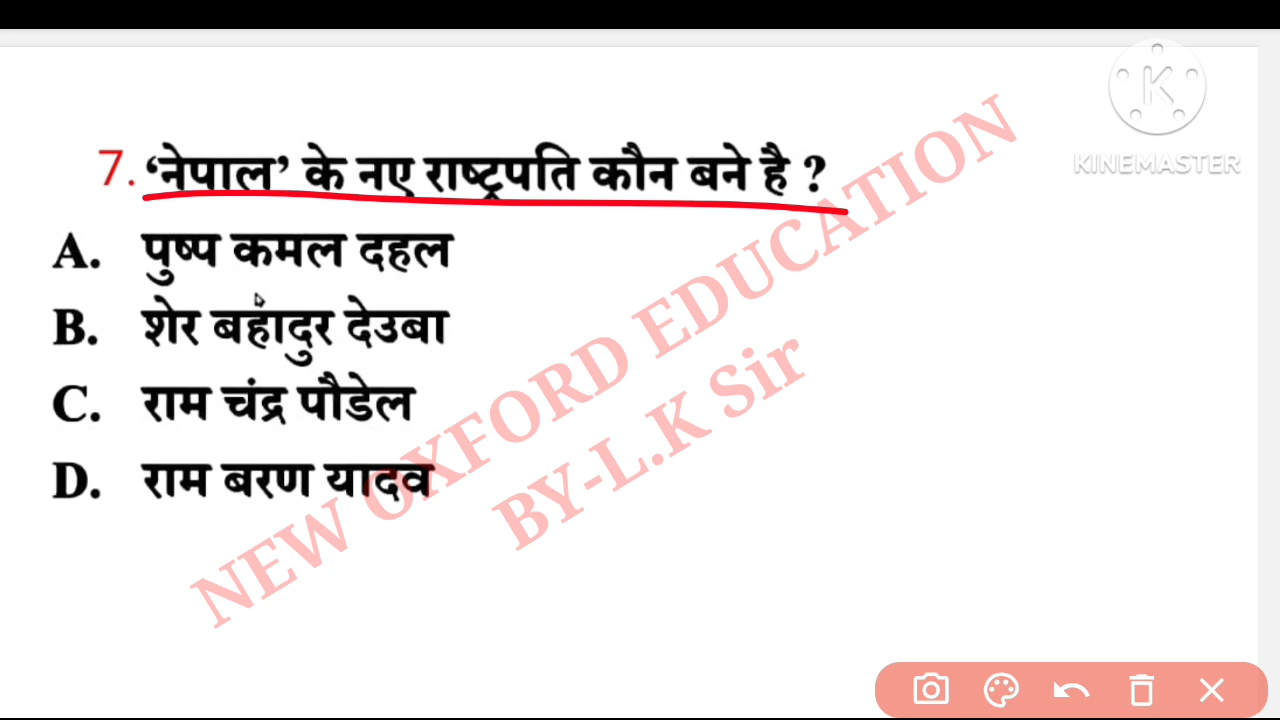 KINEMASTER
7. ‘नेपाल’ के नए राष्ट्रपति कौन बने है ?
A. पुष्प कमल दहल
B. शेर बहादुर देउबा
C. राम चंद्र पौडेल
D. राम बरण यादव
NEW OXFORD EDUCATION
BY-L.K Sir